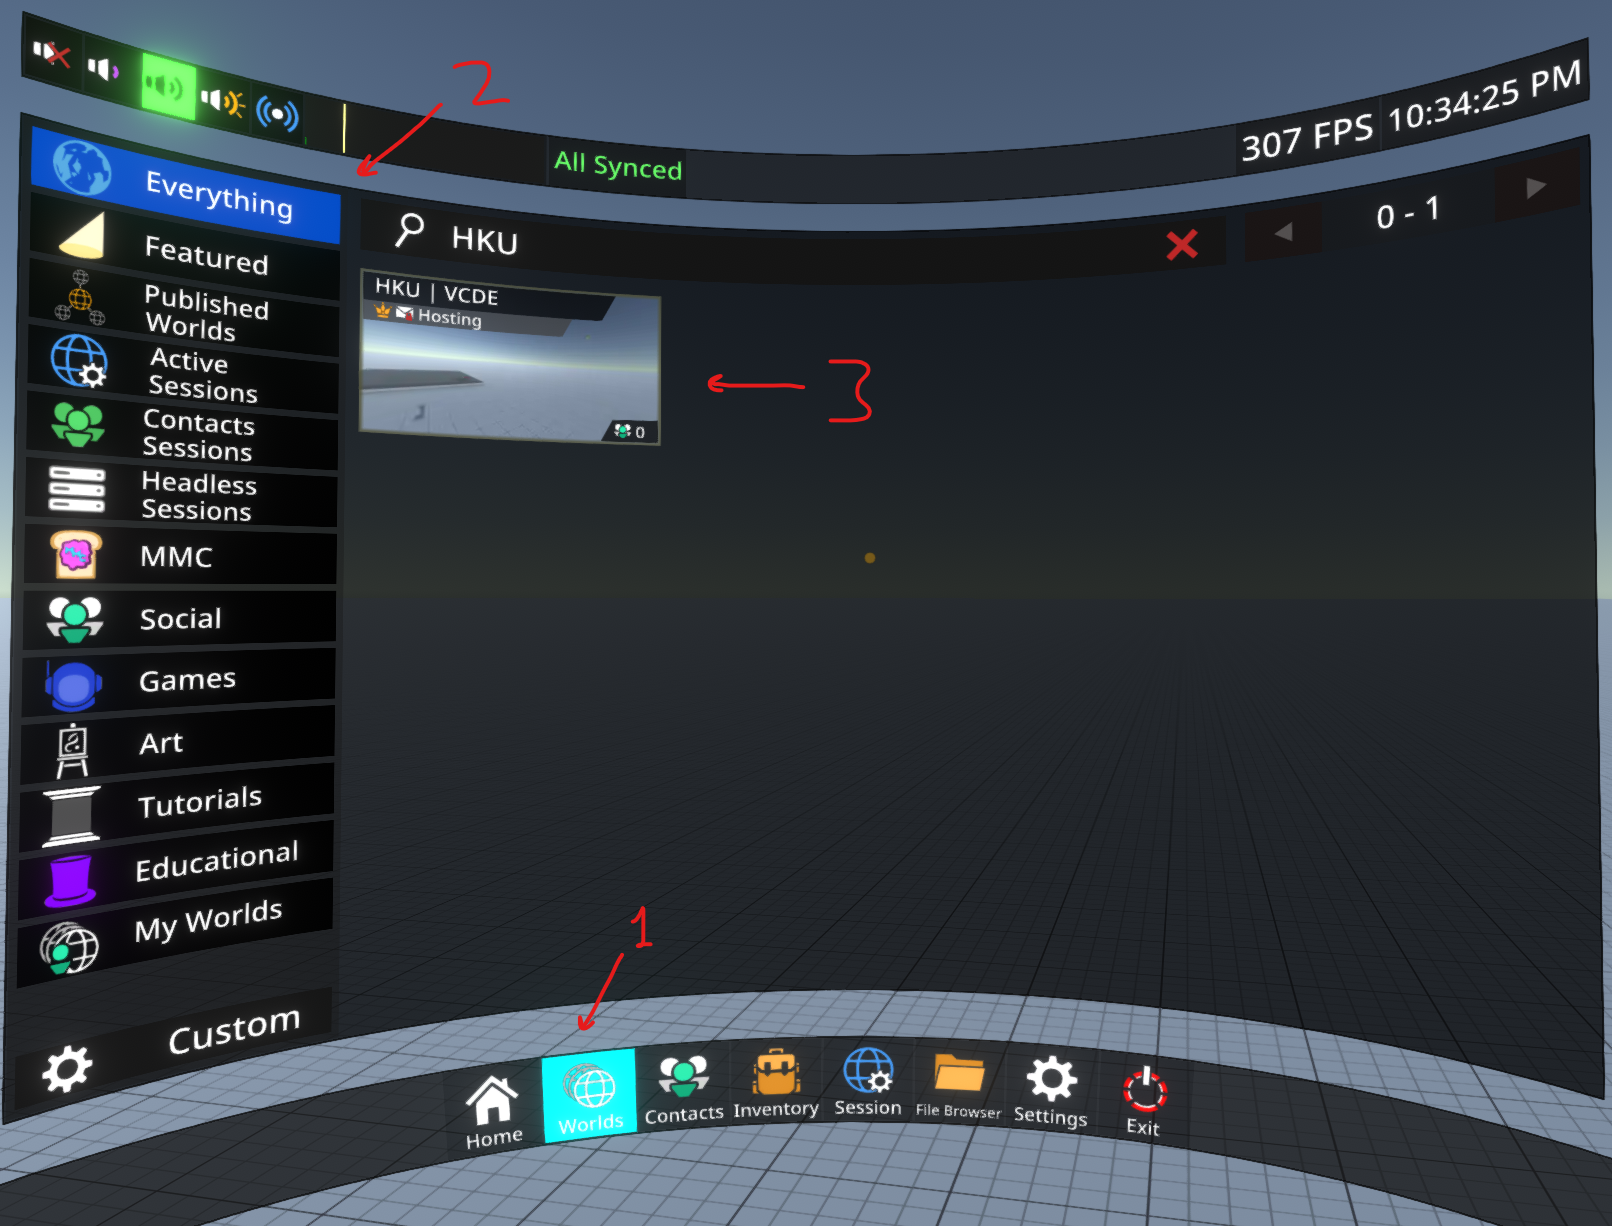 2
All Synced
307 FPS
10:34:25 PM
Everything
HKU
0 - 1
Featured
Published
Worlds
Active
Sessions
Contacts
Sessions
Headless
Sessions
MMC
Social
Games
Art
Tutorials
Educational
My Worlds
Custom
HKU | VCDE
Hosting
0
3
1
Home
Worlds
Contacts
Inventory
Session
File Browser
Settings
Exit